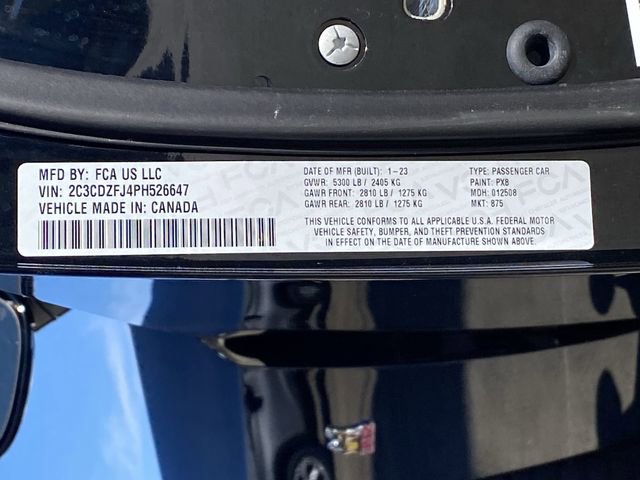 MFD BY: FCA US LLC
VIN: 2C3CDZFJ4PH526647
VEHICLE MADE IN: CANADA
DATE OF MFR (BUILT): 1-23
GVWR: 5300 LB / 2405 KG
GAWR FRONT: 2810 LB / 1275 KG
GAWR REAR: 2810 LB / 1275 KG
TYPE: PASSENGER CAR
PAINT: PX8
MDH: 012508
MKT: 875
THIS VEHICLE CONFORMS TO ALL APPLICABLE U.S.A. FEDERAL MOTOR
VEHICLE SAFETY, BUMPER, AND THEFT PREVENTION STANDARDS
IN EFFECT ON THE DATE OF MANUFACTURE SHOWN ABOVE.